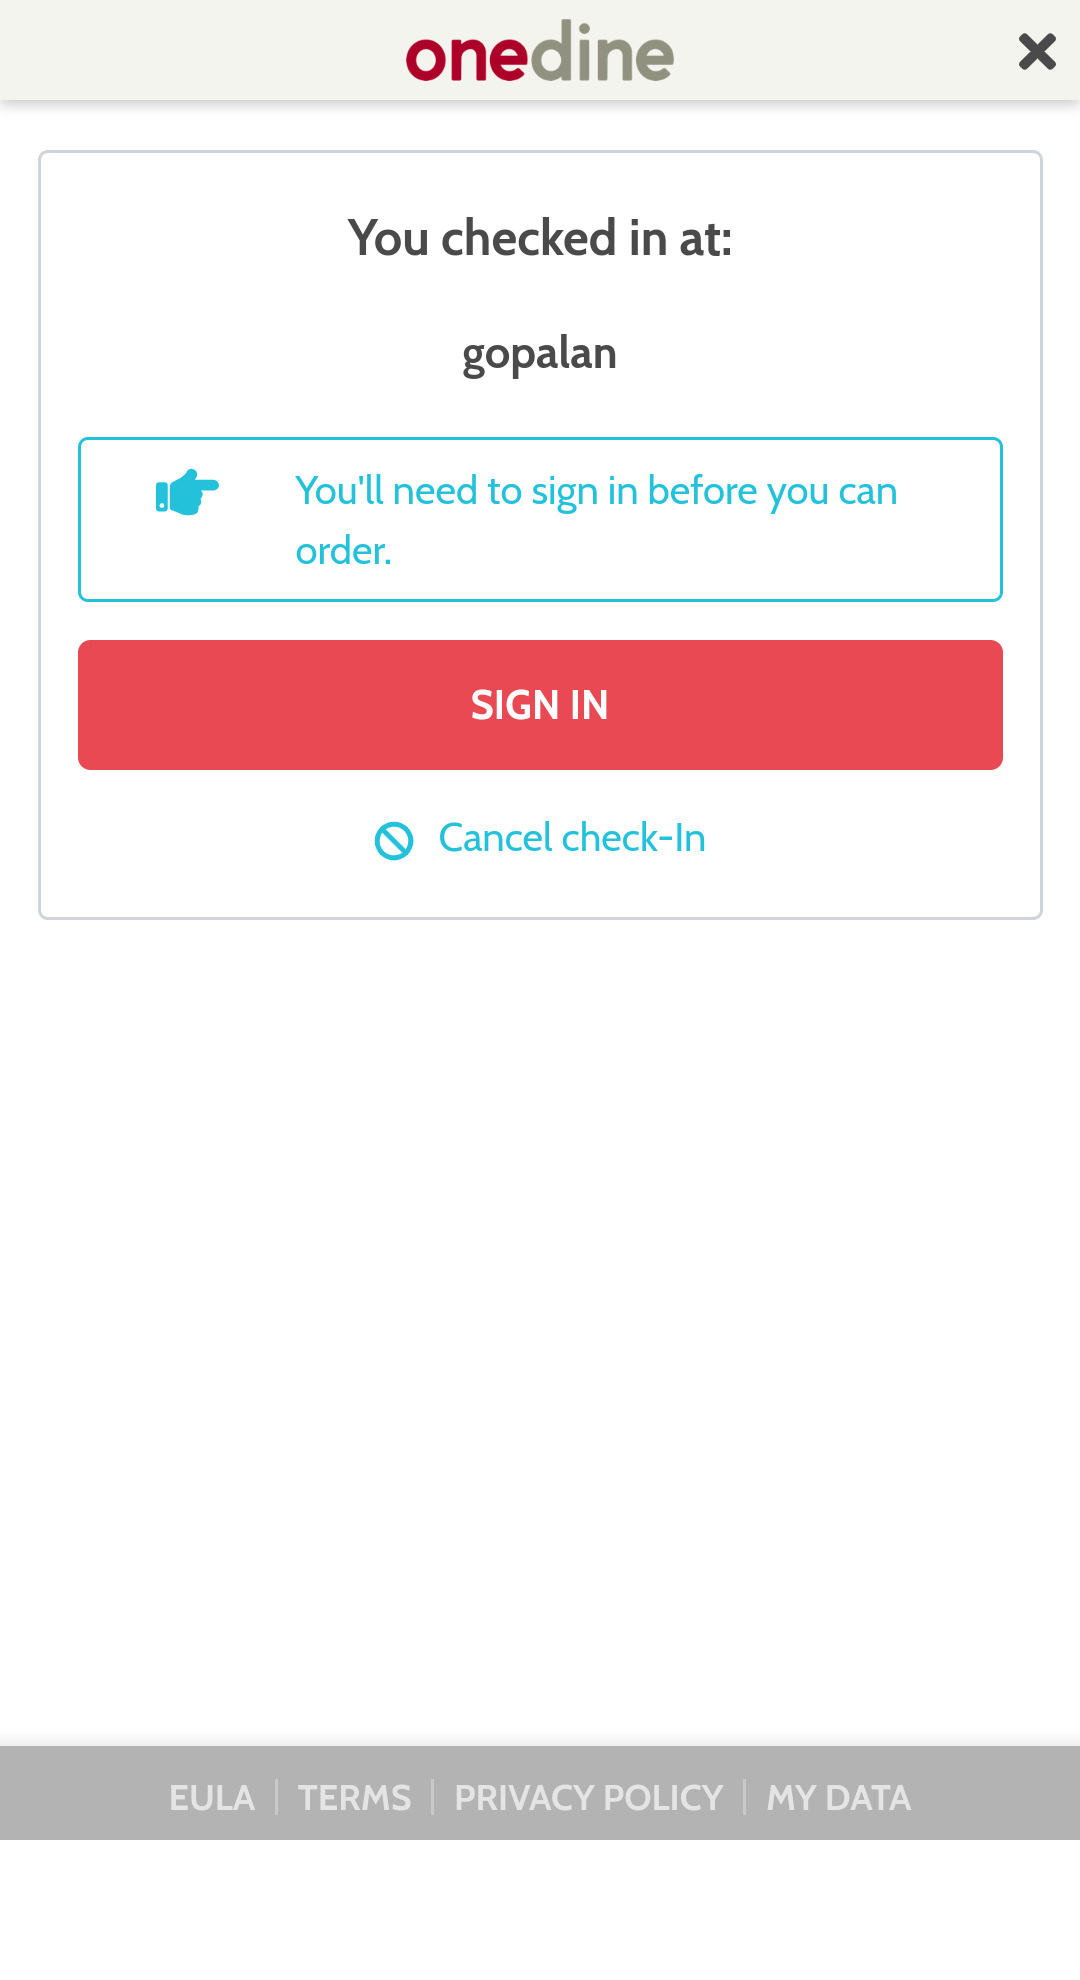 onedine
You checked in at:
gopalan
You'll need to sign in before you can
order.
SIGN IN
Cancel check-In
EULA
TERMS
PRIVACY POLICY
MY DATA